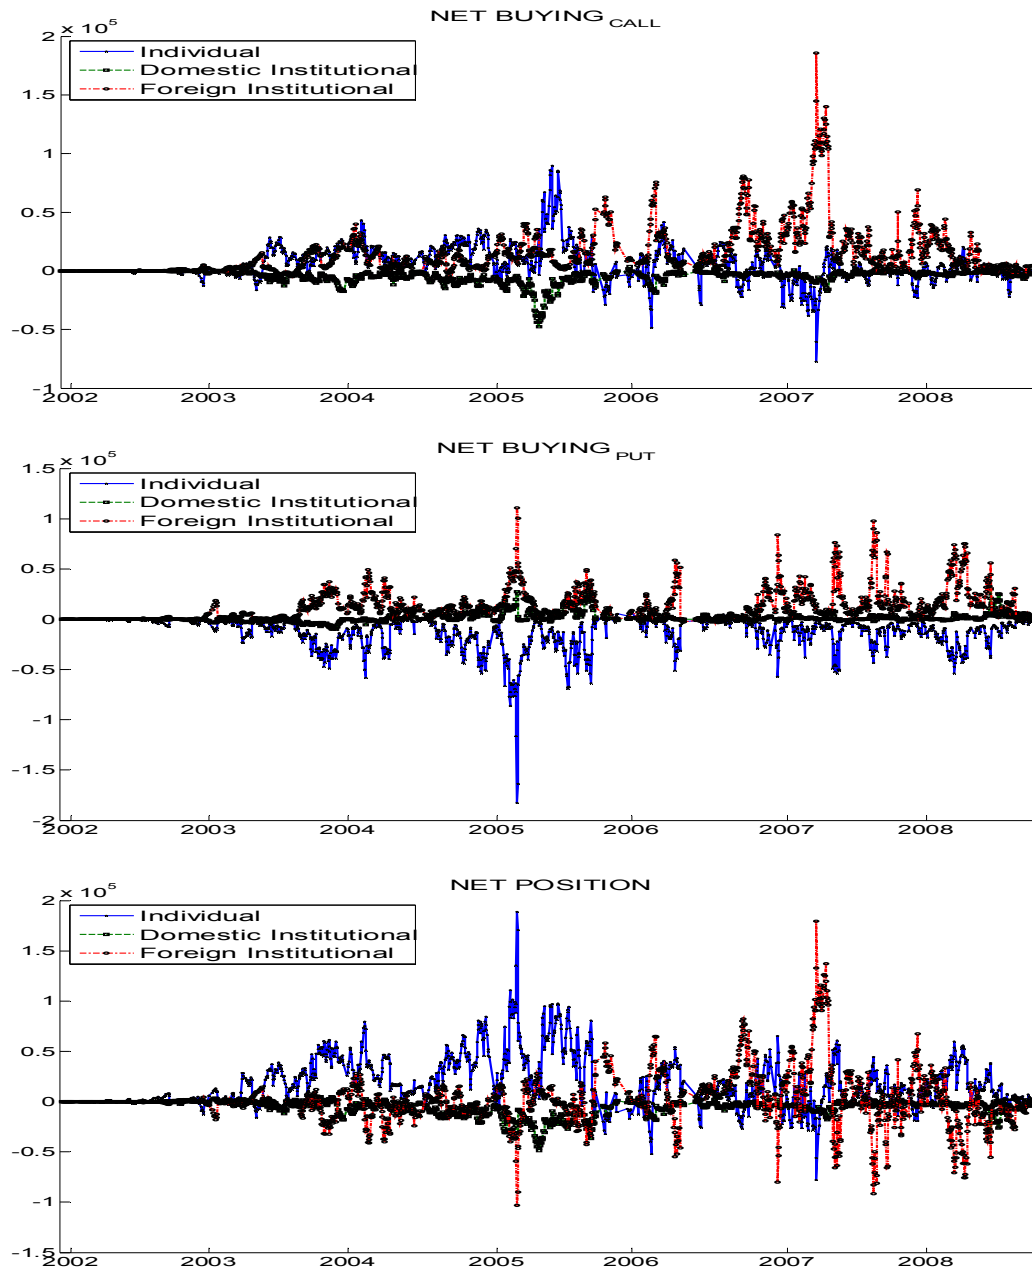 NET BUYING CALL
2 x 10^5
Individual
Domestic Institutional
Foreign Institutional
1.5
1
0.5
0
-0.5
-1
2002 2003 2004 2005 2006 2007 2008
NET BUYING PUT
1.5 x 10^5
Individual
Domestic Institutional
Foreign Institutional
1
0.5
0
-0.5
-1
-1.5
-2
2002 2003 2004 2005 2006 2007 2008
NET POSITION
2 x 10^5
Individual
Domestic Institutional
Foreign Institutional
1.5
1
0.5
0
-0.5
-1
-1.5
2002 2003 2004 2005 2006 2007 2008